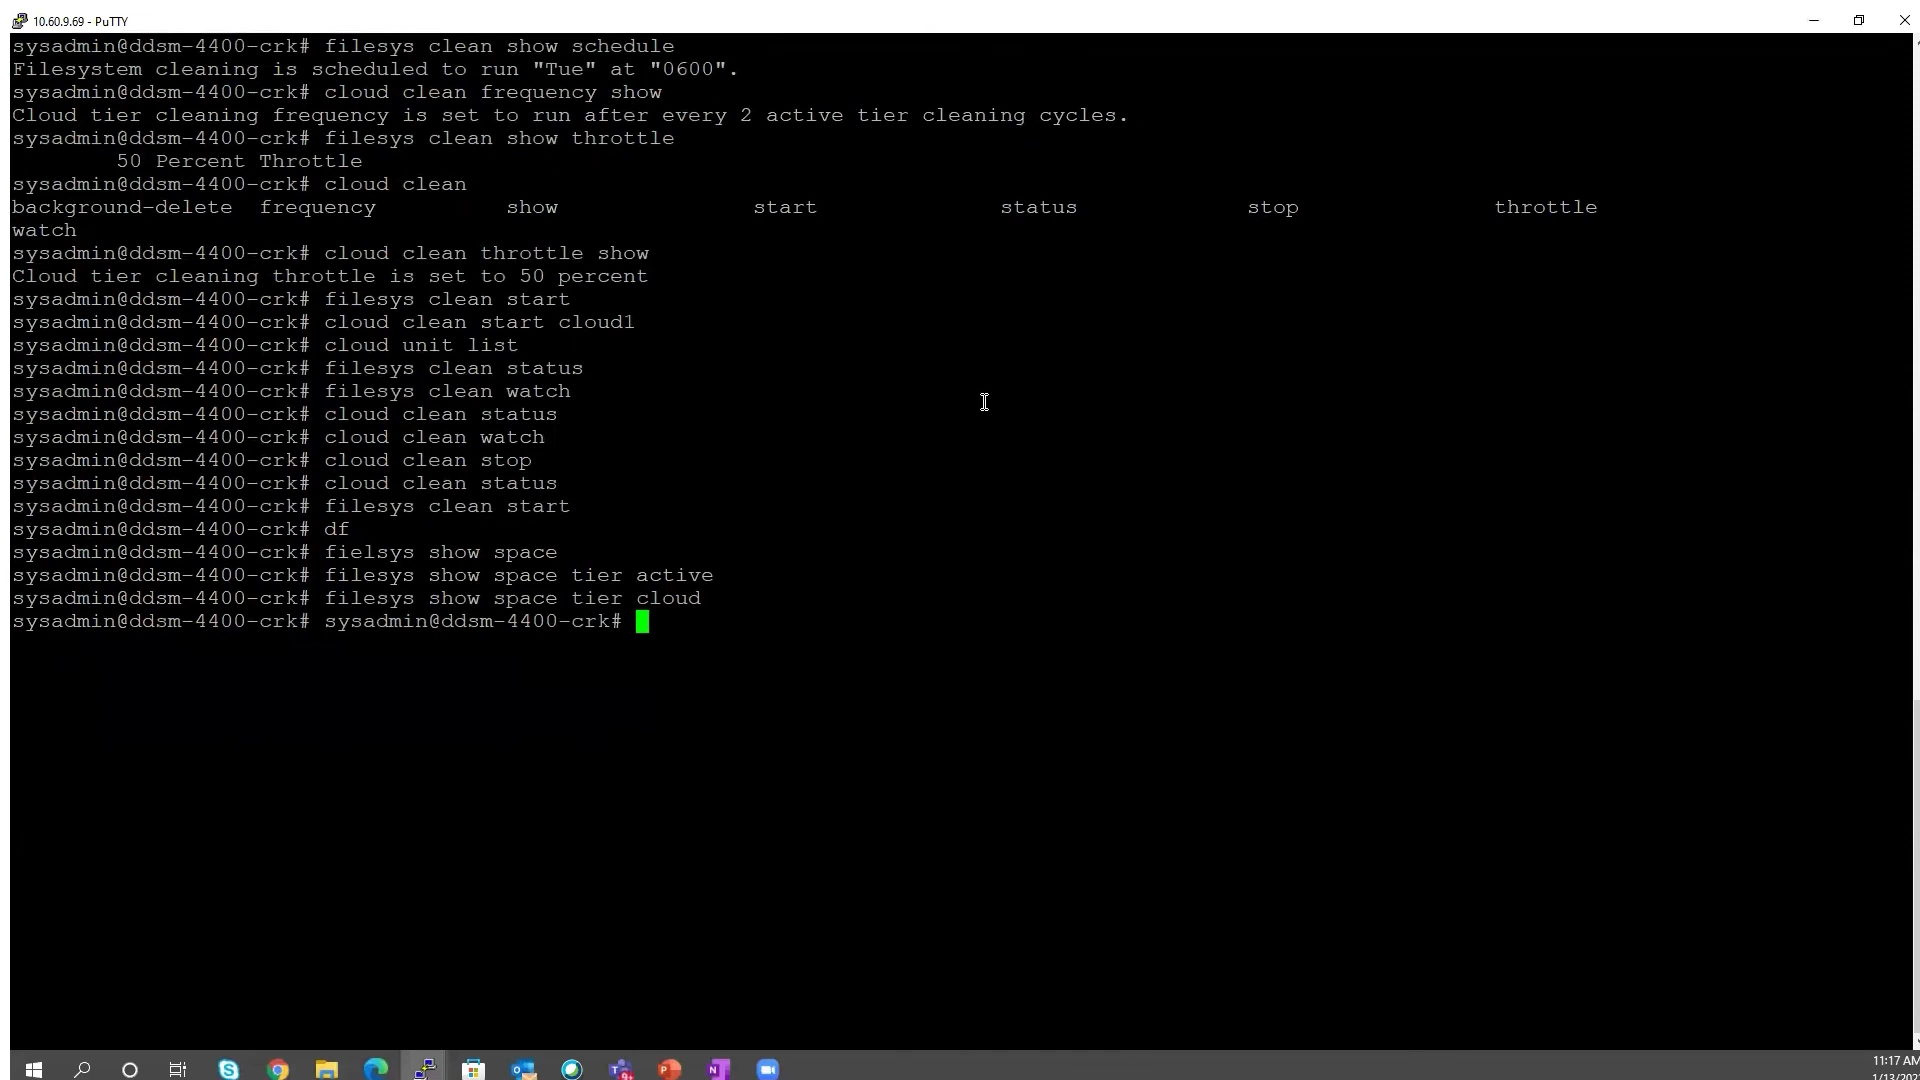 10.60.9.69 - PuTTY
sysadmin@ddsm-4400-crk# filesys clean show schedule
Filesystem cleaning is scheduled to run "Tue" at "0600".
sysadmin@ddsm-4400-crk# cloud clean frequency show
Cloud tier cleaning frequency is set to run after every 2 active tier cleaning cycles.
sysadmin@ddsm-4400-crk# filesys clean show throttle
50 Percent Throttle
sysadmin@ddsm-4400-crk# cloud clean
background-delete frequency show start status stop throttle
watch
sysadmin@ddsm-4400-crk# cloud clean throttle show
Cloud tier cleaning throttle is set to 50 percent
sysadmin@ddsm-4400-crk# filesys clean start
sysadmin@ddsm-4400-crk# cloud clean start cloud1
sysadmin@ddsm-4400-crk# cloud unit list
sysadmin@ddsm-4400-crk# filesys clean status
sysadmin@ddsm-4400-crk# filesys clean watch
sysadmin@ddsm-4400-crk# cloud clean status
sysadmin@ddsm-4400-crk# cloud clean watch
sysadmin@ddsm-4400-crk# cloud clean stop
sysadmin@ddsm-4400-crk# cloud clean status
sysadmin@ddsm-4400-crk# filesys clean start
sysadmin@ddsm-4400-crk# df
sysadmin@ddsm-4400-crk# fielsys show space
sysadmin@ddsm-4400-crk# filesys show space tier active
sysadmin@ddsm-4400-crk# filesys show space tier cloud
sysadmin@ddsm-4400-crk# sysadmin@ddsm-4400-crk#
11:17 AM